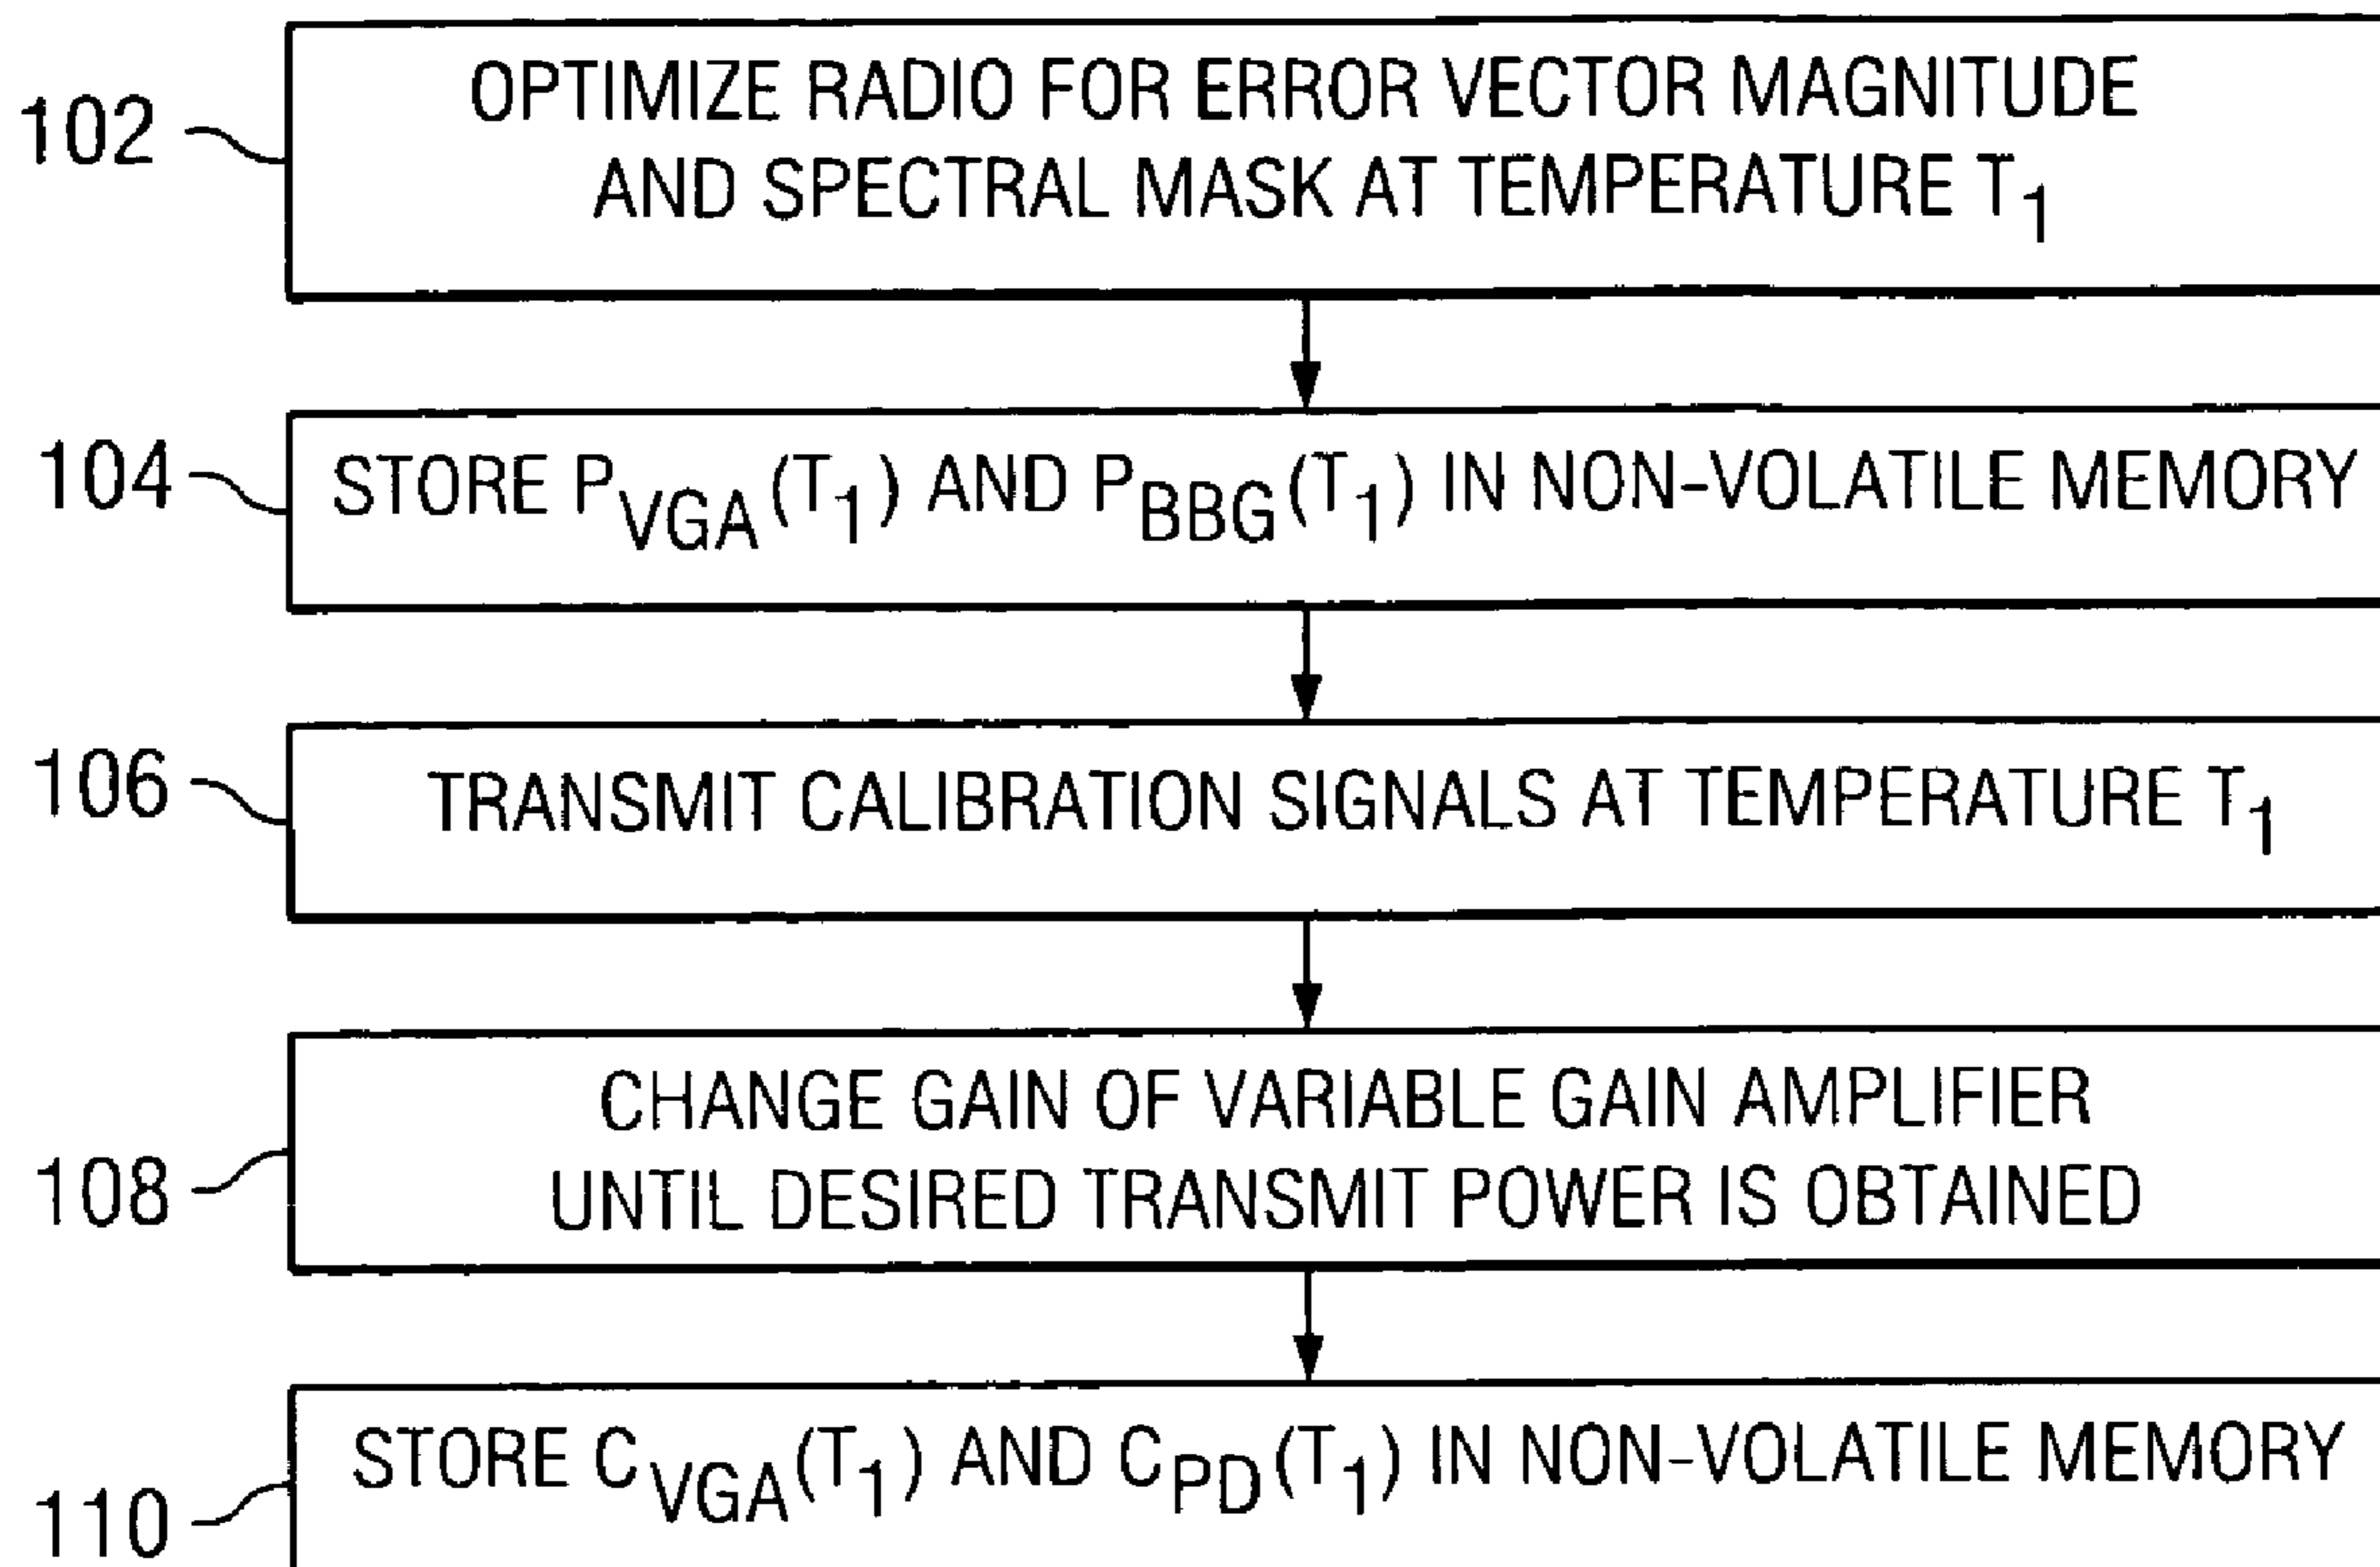 102
OPTIMIZE RADIO FOR ERROR VECTOR MAGNITUDE
AND SPECTRAL MASK AT TEMPERATURE T1
104
STORE PVGA(T1) AND PBBG(T1) IN NON-VOLATILE MEMORY
106
TRANSMIT CALIBRATION SIGNALS AT TEMPERATURE T1
108
CHANGE GAIN OF VARIABLE GAIN AMPLIFIER
UNTIL DESIRED TRANSMIT POWER IS OBTAINED
110
STORE CVGA(T1) AND CPD(T1) IN NON-VOLATILE MEMORY